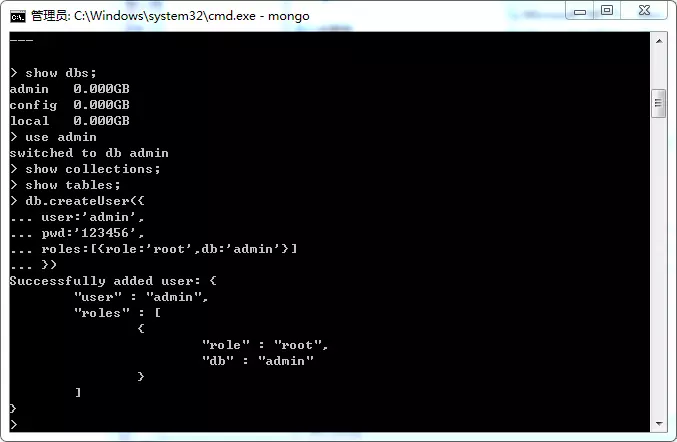 管理员: C:\Windows\system32\cmd.exe - mongo
---
> show dbs;
admin   0.000GB
config  0.000GB
local   0.000GB
> use admin
switched to db admin
> show collections;
> show tables;
> db.createUser({
... user:'admin',
... pwd:'123456',
... roles:[{role:'root',db:'admin'}]
... })
Successfully added user: {
        "user" : "admin",
        "roles" : [
                {
                        "role" : "root",
                        "db" : "admin"
                }
        ]
}
>